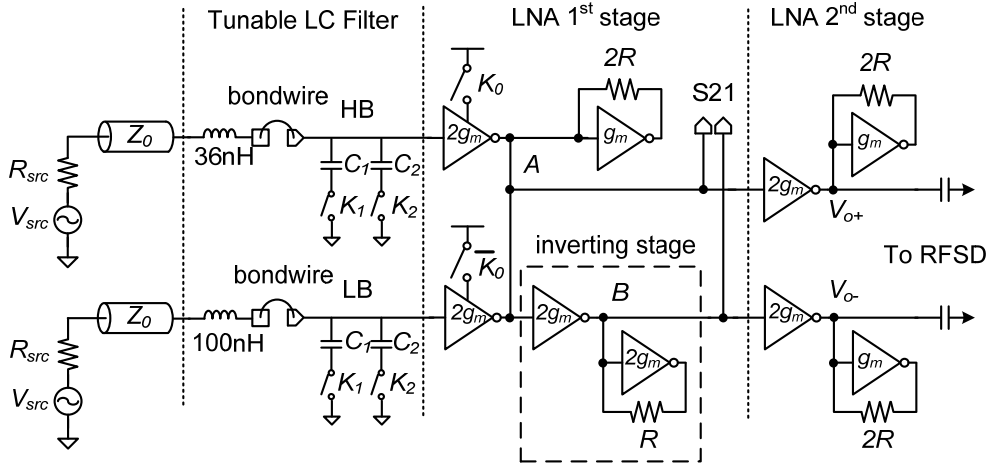 Tunable LC Filter
LNA 1st stage
LNA 2nd stage
2R
2R
K0
S21
bondwire
HB
Z0
36nH
2gm
gm
gm
A
C1
C2
K1
K2
Rsrc
Vsrc
2gm
Vo+
K̅0
inverting stage
To RFSD
bondwire
LB
B
Vo-
Z0
100nH
2gm
2gm
2gm
C1
C2
K1
K2
Rsrc
Vsrc
2gm
gm
R
2R